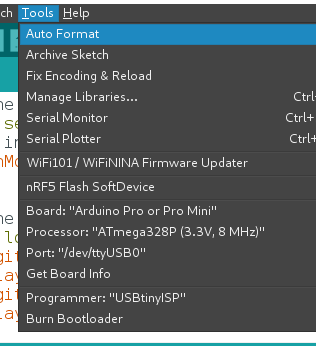 ch Tools Help
Auto Format
Archive Sketch
Fix Encoding & Reload
Manage Libraries... Ctrl
Serial Monitor Ctrl+
Serial Plotter Ctrl+
WiFi101 / WiFiNINA Firmware Updater
nRF5 Flash SoftDevice
Board: "Arduino Pro or Pro Mini"
Processor: "ATmega328P (3.3V, 8 MHz)"
Port: "/dev/ttyUSB0"
Get Board Info
Programmer: "USBtinyISP"
Burn Bootloader